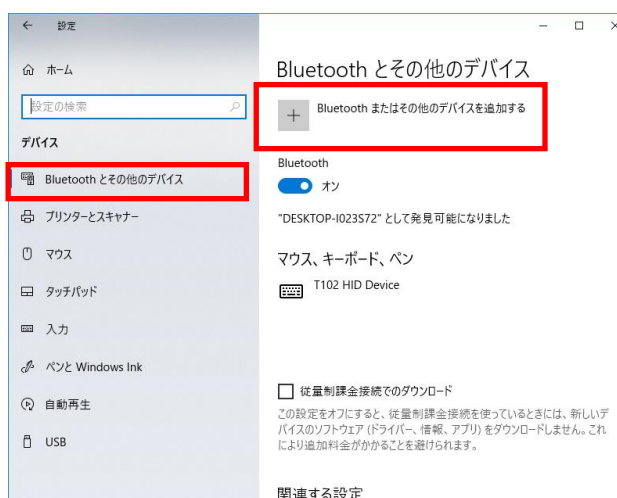 設定
ホーム
設定の検索
デバイス
Bluetooth とその他のデバイス
プリンターとスキャナー
マウス
タッチパッド
入力
ペンと Windows Ink
自動再生
USB
Bluetooth とその他のデバイス
Bluetooth またはその他のデバイスを追加する
Bluetooth
オン
"DESKTOP-I023S72" として発見可能になりました
マウス、キーボード、ペン
T102 HID Device
従量制課金接続でのダウンロード
この設定をオフにすると、従量制課金接続を使っているときには、新しいデ
バイスのソフトウェア (ドライバー、情報、アプリ) をダウンロードしません。これ
により追加料金がかかることを避けられます。
関連する設定